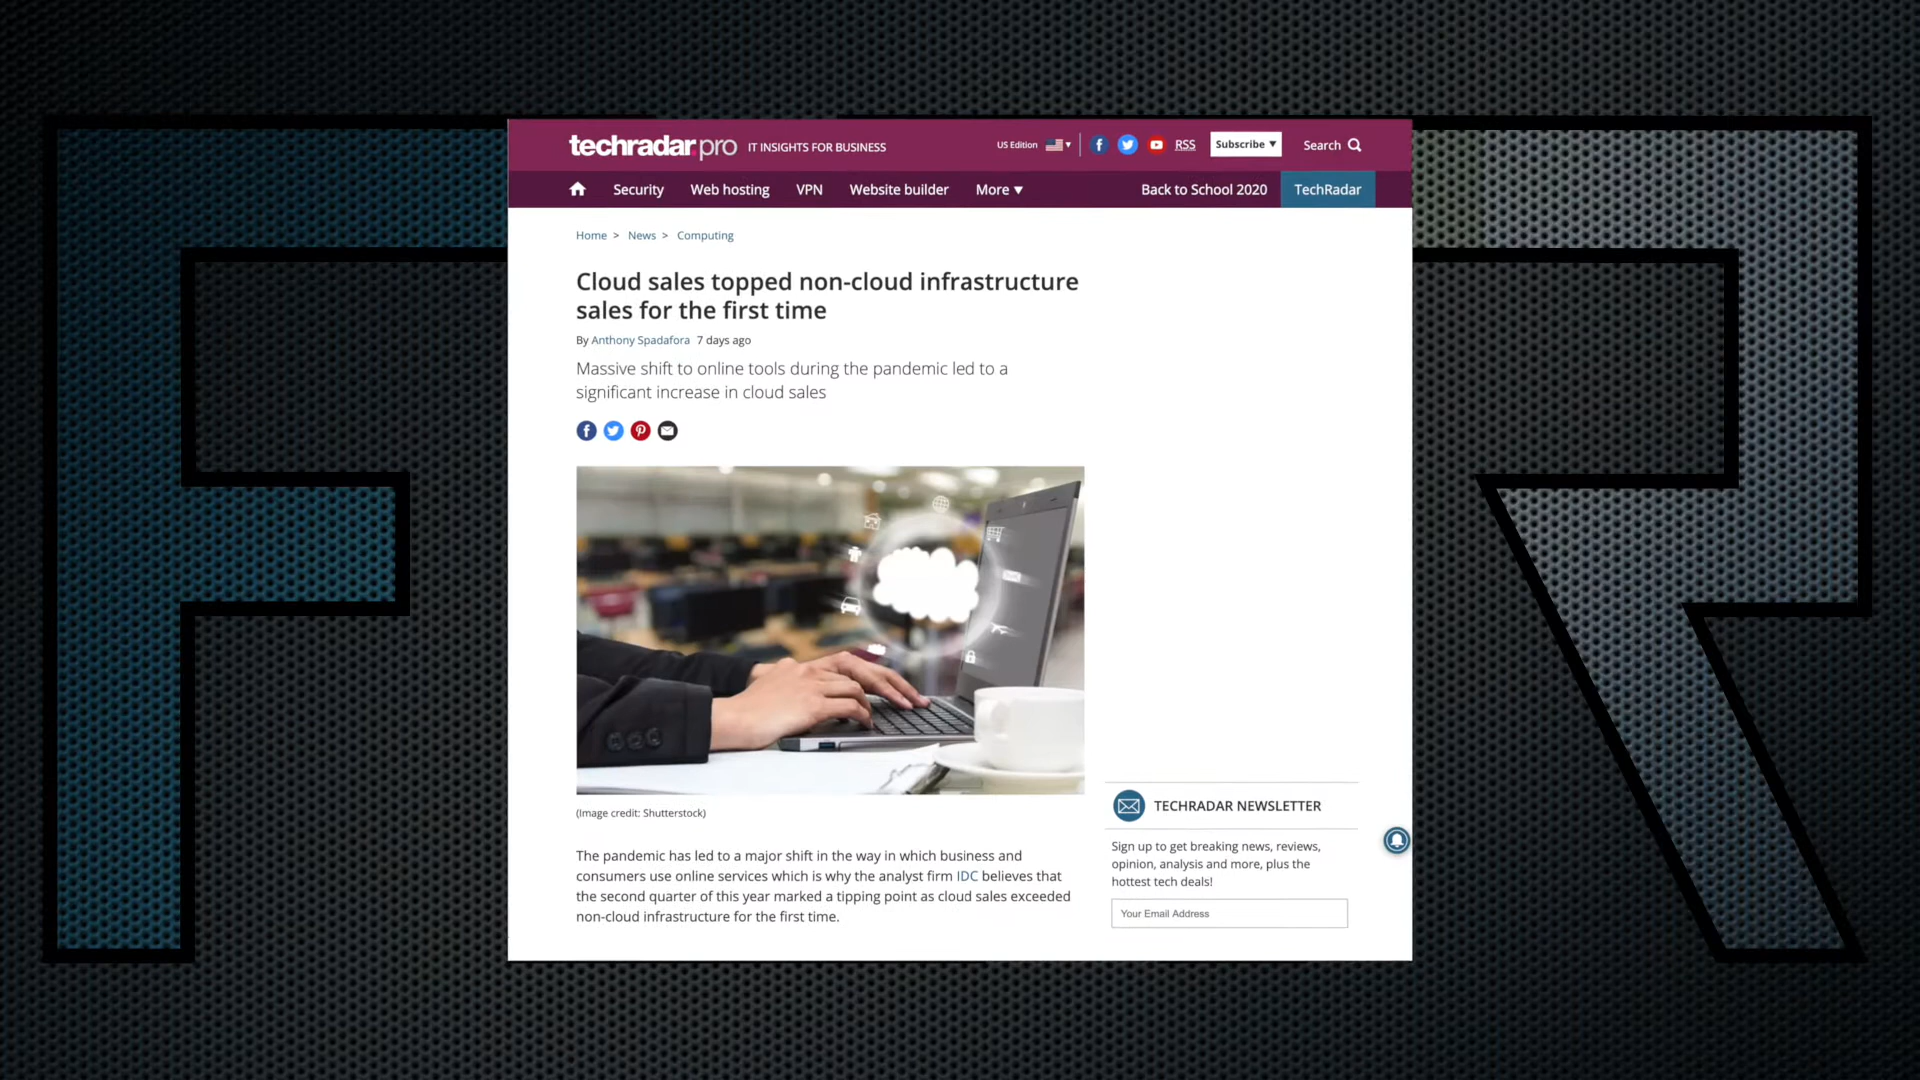 techradar.pro IT INSIGHTS FOR BUSINESS US Edition RSS Subscribe Search
Security Web hosting VPN Website builder More Back to School 2020 TechRadar
Home > News > Computing
Cloud sales topped non-cloud infrastructure
sales for the first time
By Anthony Spadafora 7 days ago
Massive shift to online tools during the pandemic led to a
significant increase in cloud sales
(Image credit: Shutterstock)
The pandemic has led to a major shift in the way in which business and
consumers use online services which is why the analyst firm IDC believes that
the second quarter of this year marked a tipping point as cloud sales exceeded
non-cloud infrastructure for the first time.
TECHRADAR NEWSLETTER
Sign up to get breaking news, reviews,
opinion, analysis and more, plus the
hottest tech deals!
Your Email Address